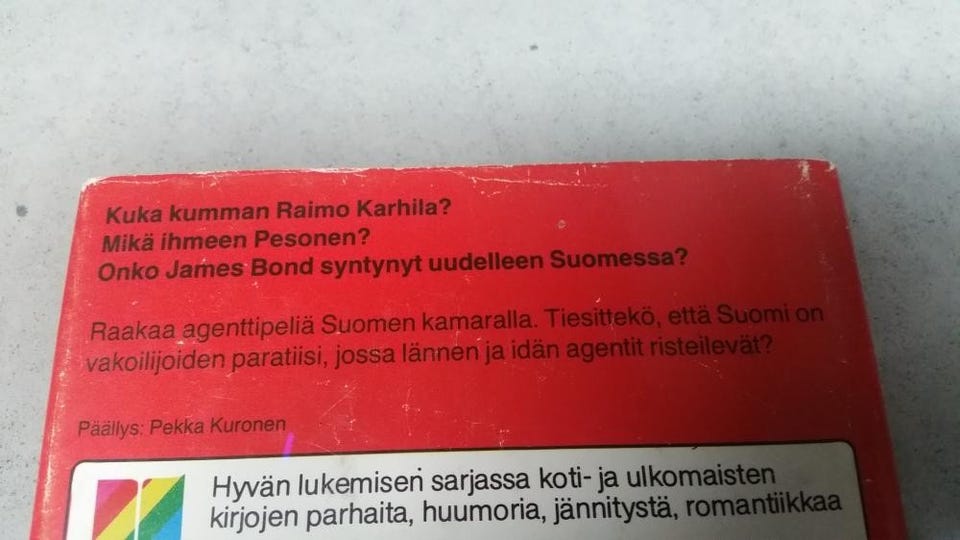 Kuka kumman Raimo Karhila?
Mikä ihmeen Pesonen?
Onko James Bond syntynyt uudelleen Suomessa?
Raakaa agenttipeliä Suomen kamaralla. Tiesittekö, että Suomi on
vakoilijoiden paratiisi, jossa lännen ja idän agentit risteilevät?
Päällys: Pekka Kuronen
Hyvän lukemisen sarjassa koti- ja ulkomaisten
kirjojen parhaita, huumoria, jännitystä, romantiikkaa